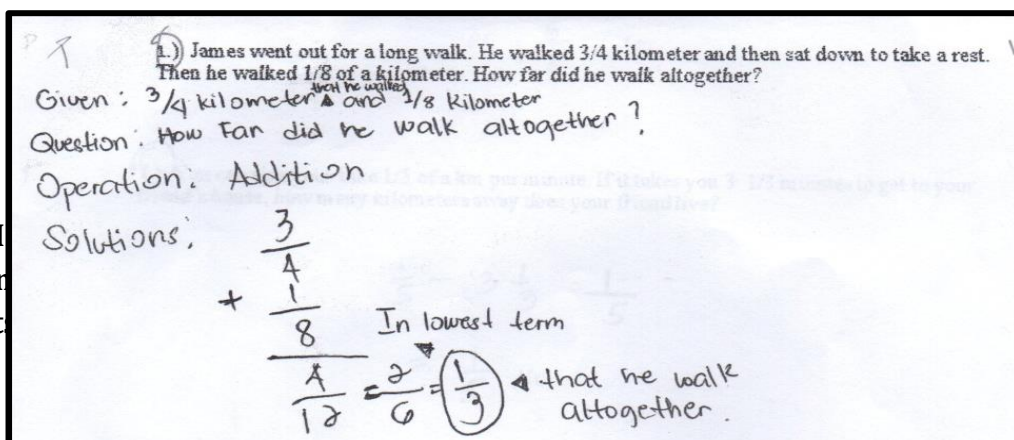 1.) James went out for a long walk. He walked 3/4 kilometer and then sat down to take a rest.
Then he walked 1/8 of a kilometer. How far did he walk altogether?
that he walked
Given : 3/4 kilometer and 1/8 kilometer
Question : How Far did he walk altogether ?
Operation : Addition
Solutions :
3/4
+ 1/8
In lowest term
4/12 = 2/6 = 1/3 that he walk
altogether.